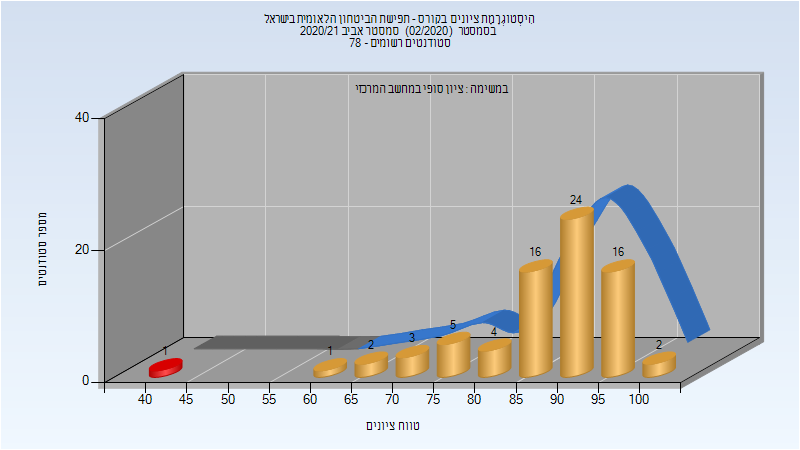 היסטוגרמת ציונים בקורס - תפישת הביטחון הלאומית בישראל
בסמסטר (02/2020) סמסטר אביב 2020/21
סטודנטים רשומים - 78
במשימה : ציון סופי במחשב המרכזי
מספר סטודנטים
40
20
0
1
1
2
3
5
4
16
24
16
2
40 45 50 55 60 65 70 75 80 85 90 95 100
טווח ציונים